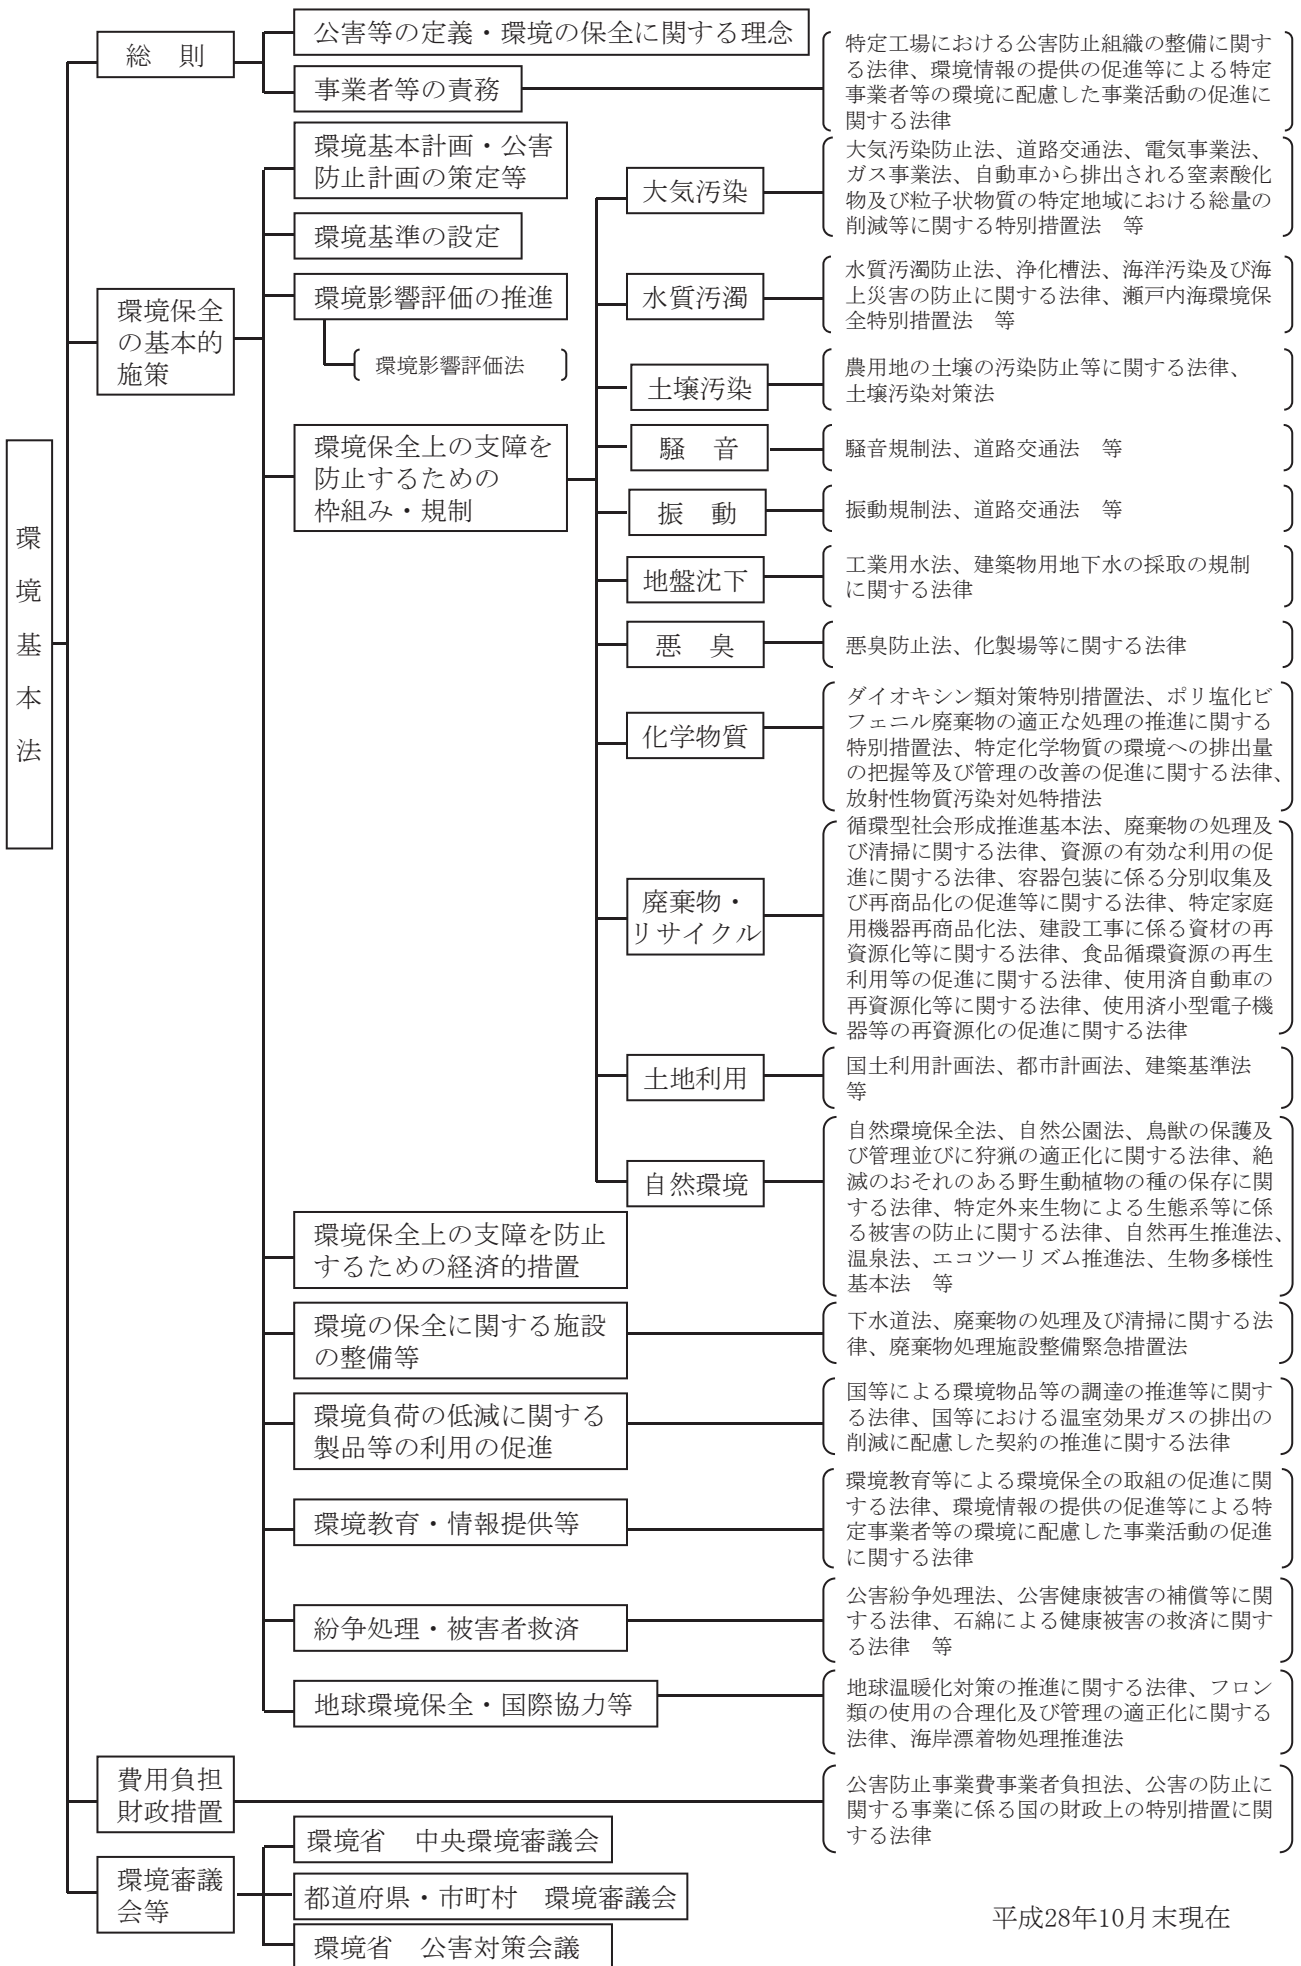 総　則
公害等の定義・環境の保全に関する理念
事業者等の責務
特定工場における公害防止組織の整備に関す
る法律、環境情報の提供の促進等による特定
事業者等の環境に配慮した事業活動の促進に
関する法律
環境基本計画・公害
防止計画の策定等
環境基準の設定
環境影響評価の推進
環境影響評価法
環境保全
の基本的
施策
環境保全上の支障を
防止するための
枠組み・規制
大気汚染
大気汚染防止法、道路交通法、電気事業法、
ガス事業法、自動車から排出される窒素酸化
物及び粒子状物質の特定地域における総量の
削減等に関する特別措置法　等
水質汚濁
水質汚濁防止法、浄化槽法、海洋汚染及び海
上災害の防止に関する法律、瀬戸内海環境保
全特別措置法　等
土壌汚染
農用地の土壌の汚染防止等に関する法律、
土壌汚染対策法
騒　音
騒音規制法、道路交通法　等
振　動
振動規制法、道路交通法　等
地盤沈下
工業用水法、建築物用地下水の採取の規制
に関する法律
悪　臭
悪臭防止法、化製場等に関する法律
化学物質
ダイオキシン類対策特別措置法、ポリ塩化ビ
フェニル廃棄物の適正な処理の推進に関する
特別措置法、特定化学物質の環境への排出量
の把握等及び管理の改善の促進に関する法律、
放射性物質汚染対処特措法
廃棄物・
リサイクル
循環型社会形成推進基本法、廃棄物の処理及
び清掃に関する法律、資源の有効な利用の促
進に関する法律、容器包装に係る分別収集及
び再商品化の促進等に関する法律、特定家庭
用機器再商品化法、建設工事に係る資材の再
資源化等に関する法律、食品循環資源の再生
利用等の促進に関する法律、使用済自動車の
再資源化等に関する法律、使用済小型電子機
器等の再資源化の促進に関する法律
土地利用
国土利用計画法、都市計画法、建築基準法
等
自然環境
自然環境保全法、自然公園法、鳥獣の保護及
び管理並びに狩猟の適正化に関する法律、絶
滅のおそれのある野生動植物の種の保存に関
する法律、特定外来生物による生態系等に係
る被害の防止に関する法律、自然再生推進法、
温泉法、エコツーリズム推進法、生物多様性
基本法　等
環境基本法
環境保全上の支障を防止
するための経済的措置
環境の保全に関する施設
の整備等
下水道法、廃棄物の処理及び清掃に関する法
律、廃棄物処理施設整備緊急措置法
環境負荷の低減に関する
製品等の利用の促進
国等による環境物品等の調達の推進等に関す
る法律、国等における温室効果ガスの排出の
削減に配慮した契約の推進に関する法律
環境教育・情報提供等
環境教育等による環境保全の取組の促進に関
する法律、環境情報の提供の促進等による特
定事業者等の環境に配慮した事業活動の促進
に関する法律
紛争処理・被害者救済
公害紛争処理法、公害健康被害の補償等に関
する法律、石綿による健康被害の救済に関す
る法律　等
地球環境保全・国際協力等
地球温暖化対策の推進に関する法律、フロン
類の使用の合理化及び管理の適正化に関する
法律、海岸漂着物処理推進法
費用負担
財政措置
公害防止事業費事業者負担法、公害の防止に
関する事業に係る国の財政上の特別措置に関
する法律
環境審議
会等
環境省　中央環境審議会
都道府県・市町村　環境審議会
環境省　公害対策会議
平成28年10月末現在